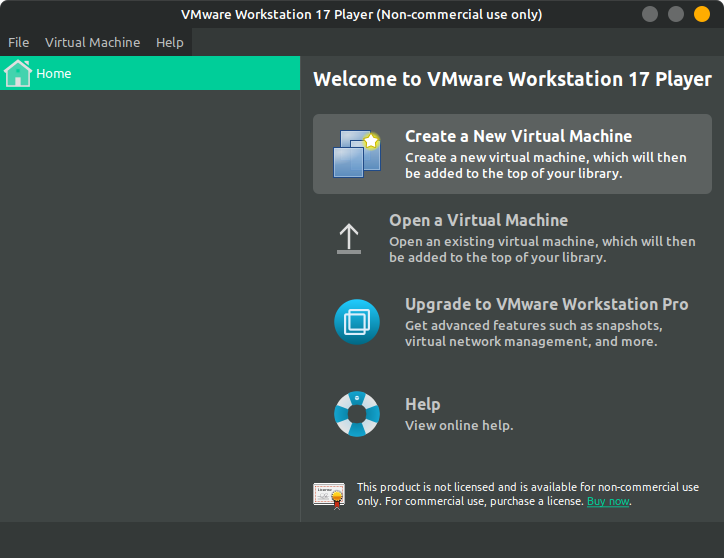 VMware Workstation 17 Player (Non-commercial use only)
File Virtual Machine Help
Home
Welcome to VMware Workstation 17 Player
Create a New Virtual Machine
Create a new virtual machine, which will then
be added to the top of your library.
Open a Virtual Machine
Open an existing virtual machine, which will then
be added to the top of your library.
Upgrade to VMware Workstation Pro
Get advanced features such as snapshots,
virtual network management, and more.
Help
View online help.
License
This product is not licensed and is available for non-commercial use
only. For commercial use, purchase a license. Buy now.